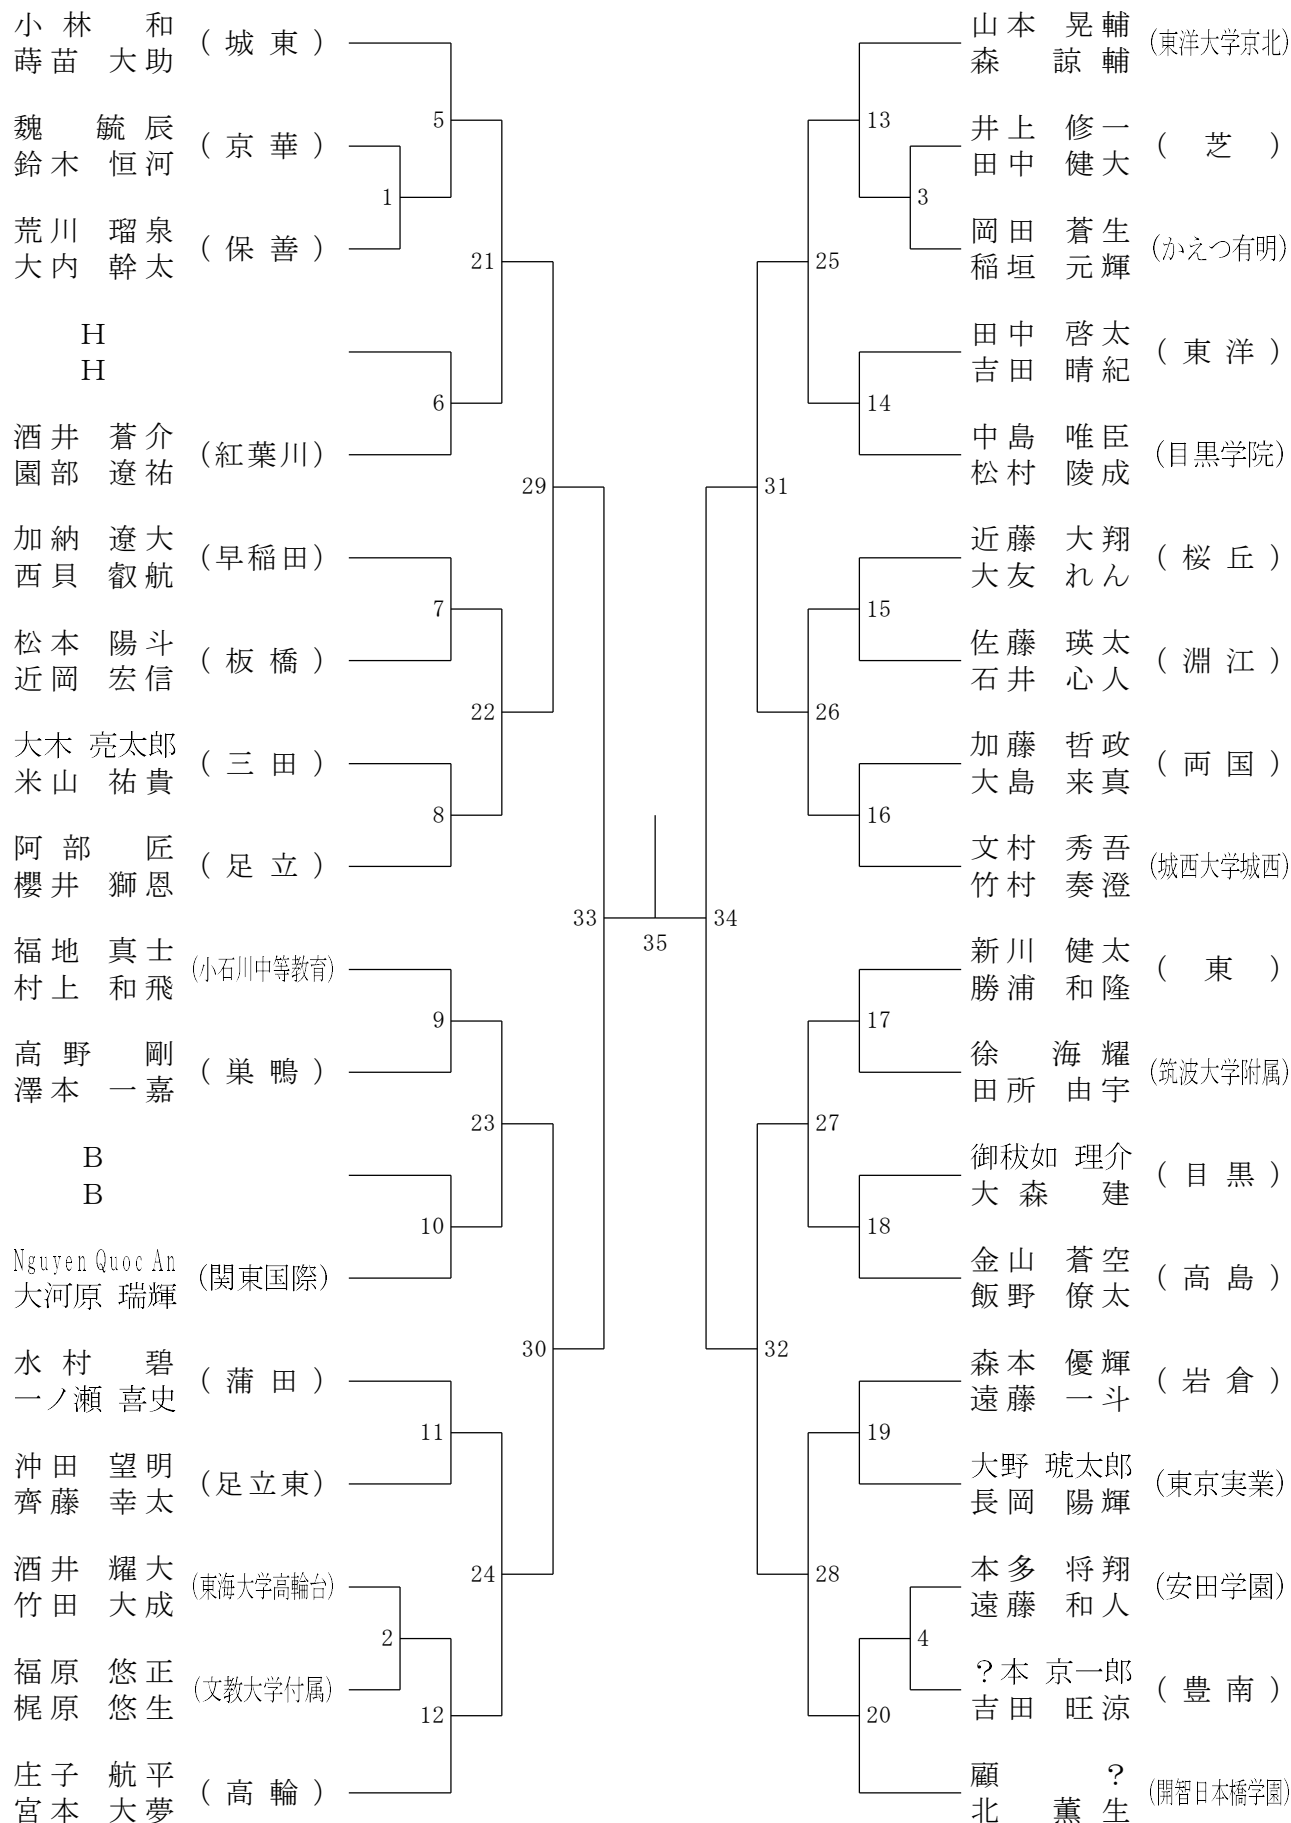 小林 和
蒔苗 大助
(城東)
魏 毓辰
鈴木 恒河
(京華)
荒川 瑠泉
大内 幹太
(保善)
H
H
酒井 蒼介
園部 遼祐
(紅葉川)
加納 遼大
西貝 叡航
(早稲田)
松本 陽斗
近岡 宏信
(板橋)
大木 亮太郎
米山 祐貴
(三田)
阿部 匠
櫻井 獅恩
(足立)
福地 真士
村上 和飛
(小石川中等教育)
高野 剛
澤本 一嘉
(巣鴨)
B
B
Nguyen Quoc An
大河原 瑞輝
(関東国際)
水村 碧
一ノ瀬 喜史
(蒲田)
沖田 望明
齊藤 幸太
(足立東)
酒井 耀大
竹田 大成
(東海大学高輪台)
福原 悠正
梶原 悠生
(文教大学付属)
庄子 航平
宮本 大夢
(高輪)
1
2
5
6
7
8
9
10
11
12
21
22
23
24
29
30
33
35
34
31
32
25
26
27
28
13
14
15
16
17
18
19
20
3
4
山本 晃輔
森 諒輔
(東洋大学京北)
井上 修一
田中 健大
(芝)
岡田 蒼生
稲垣 元輝
(かえつ有明)
田中 啓太
吉田 晴紀
(東洋)
中島 唯臣
松村 陵成
(目黒学院)
近藤 大翔
大友 れん
(桜丘)
佐藤 瑛太
石井 心人
(淵江)
加藤 哲政
大島 来真
(両国)
文村 秀吾
竹村 奏澄
(城西大学城西)
新川 健太
勝浦 和隆
(東)
徐 海耀
田所 由宇
(筑波大学附属)
御秡如 理介
大森 建
(目黒)
金山 蒼空
飯野 僚太
(高島)
森本 優輝
遠藤 一斗
(岩倉)
大野 琥太郎
長岡 陽輝
(東京実業)
本多 将翔
遠藤 和人
(安田学園)
？本 京一郎
吉田 旺涼
(豊南)
顧 ？
北 薫生
(開智日本橋学園)